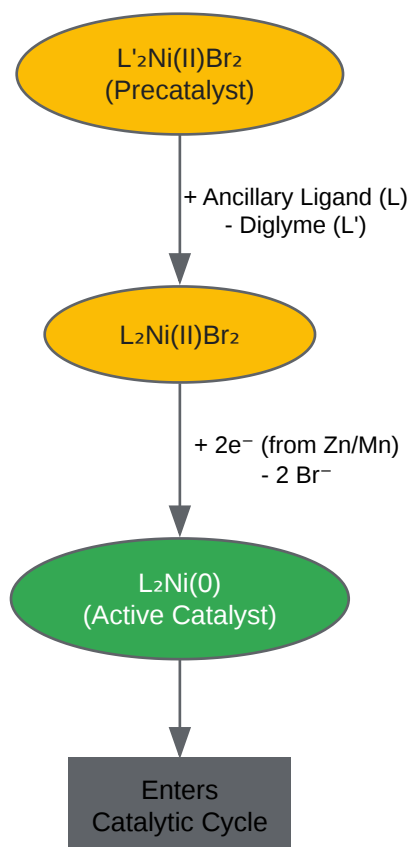 L'₂Ni(II)Br₂
(Precatalyst)
+ Ancillary Ligand (L)
- Diglyme (L')
L₂Ni(II)Br₂
+ 2e⁻ (from Zn/Mn)
- 2 Br⁻
L₂Ni(0)
(Active Catalyst)
Enters
Catalytic Cycle